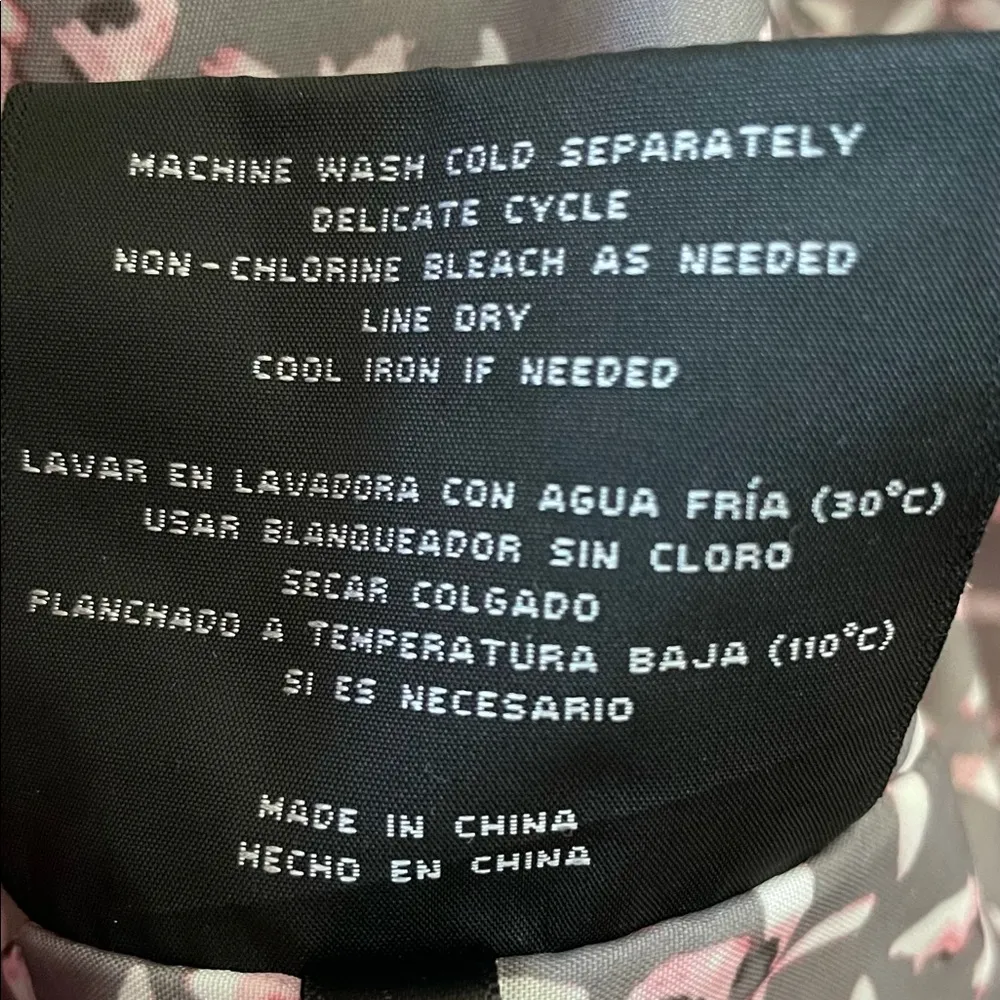 MACHINE WASH COLD SEPARATELY
DELICATE CYCLE
NON-CHLORINE BLEACH AS NEEDED
LINE DRY
COOL IRON IF NEEDED
LAVAR EN LAVADORA CON AGUA FRÍA (30°C)
USAR BLANQUEADOR SIN CLORO
SECAR COLGADO
PLANCHADO A TEMPERATURA BAJA (110°C)
SI ES NECESARIO
MADE IN CHINA
HECHO EN CHINA